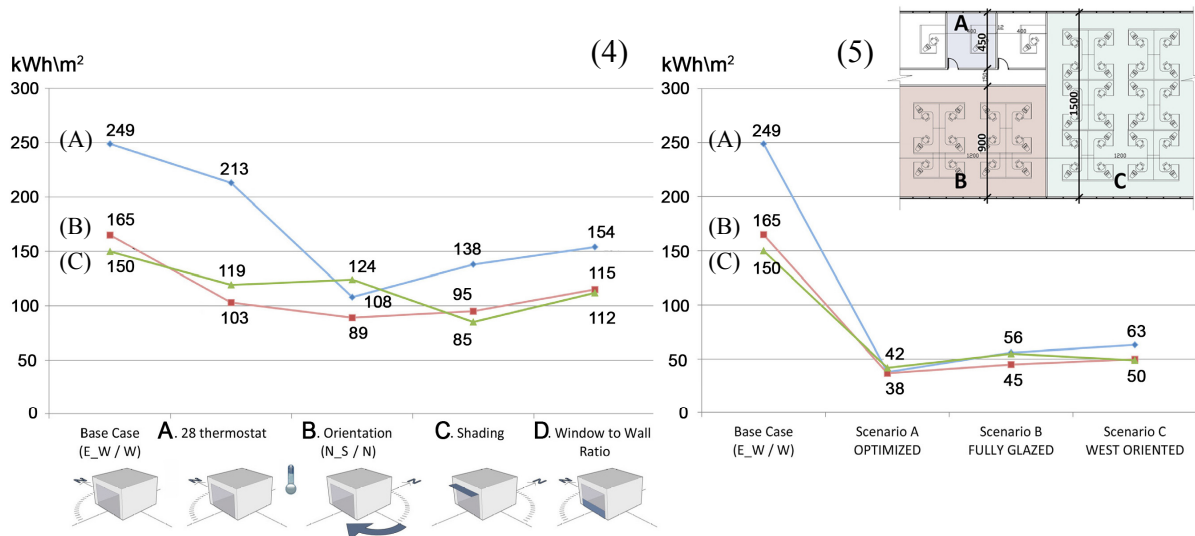 (4)
kWh\m²
300
250
200
150
100
50
0
(A)
(B)
(C)
249
213
108
138
154
165
103
89
95
115
150
119
124
85
112
Base Case
(E_W / W)
A. 28 thermostat
B. Orientation
(N_S / N)
C. Shading
D. Window to Wall
Ratio
N
N
N
N
N
(5)
kWh\m²
300
250
200
150
100
50
0
(A)
(B)
(C)
249
165
150
42
38
56
45
63
50
Base Case
(E_W / W)
Scenario A
OPTIMIZED
Scenario B
FULLY GLAZED
Scenario C
WEST ORIENTED
A
400
450
400
1500
900
1200
1200
B
C